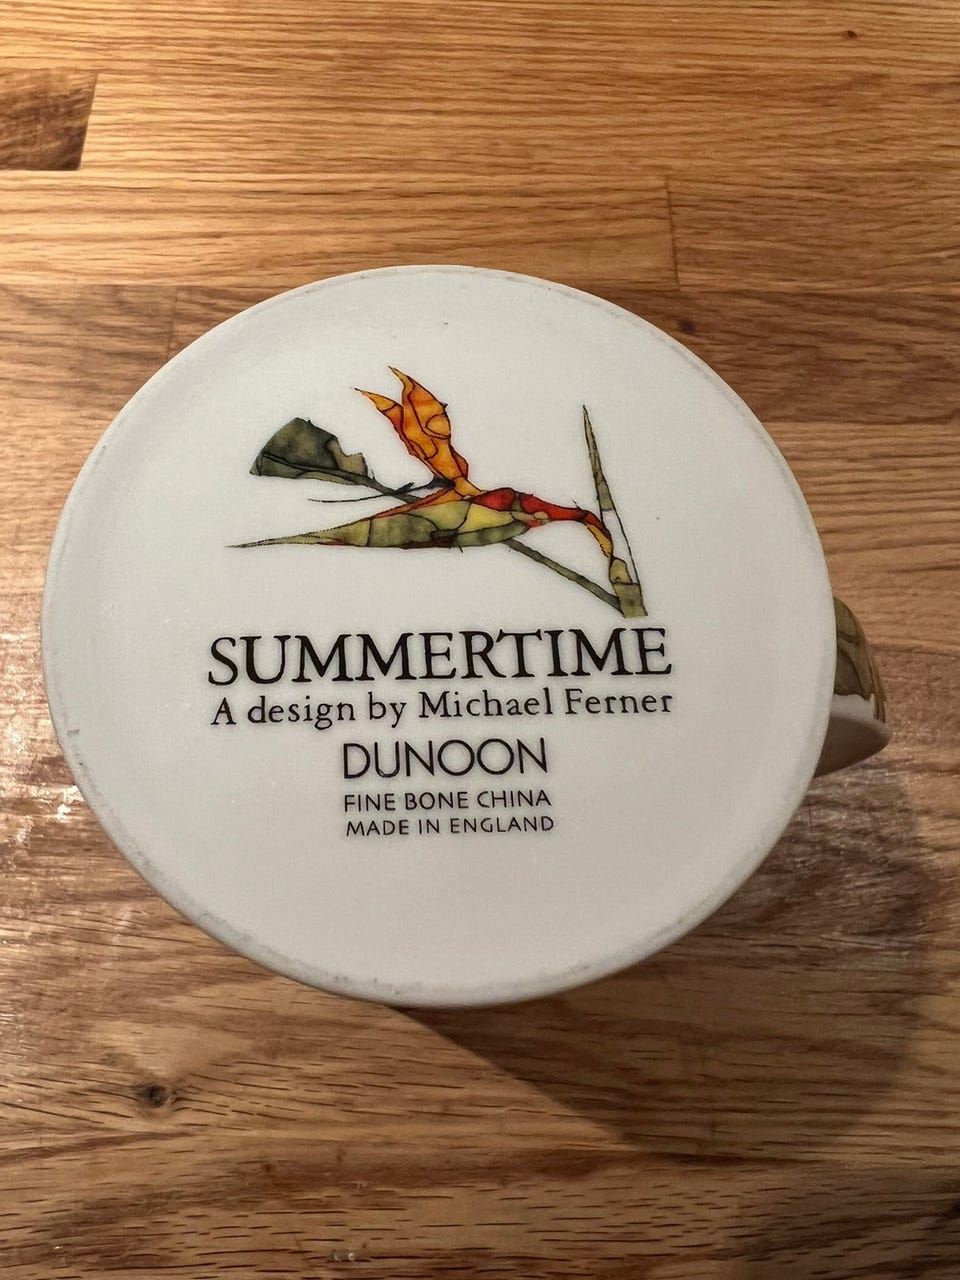 SUMMERTIME
A design by Michael Ferner
DUNOON
FINE BONE CHINA
MADE IN ENGLAND